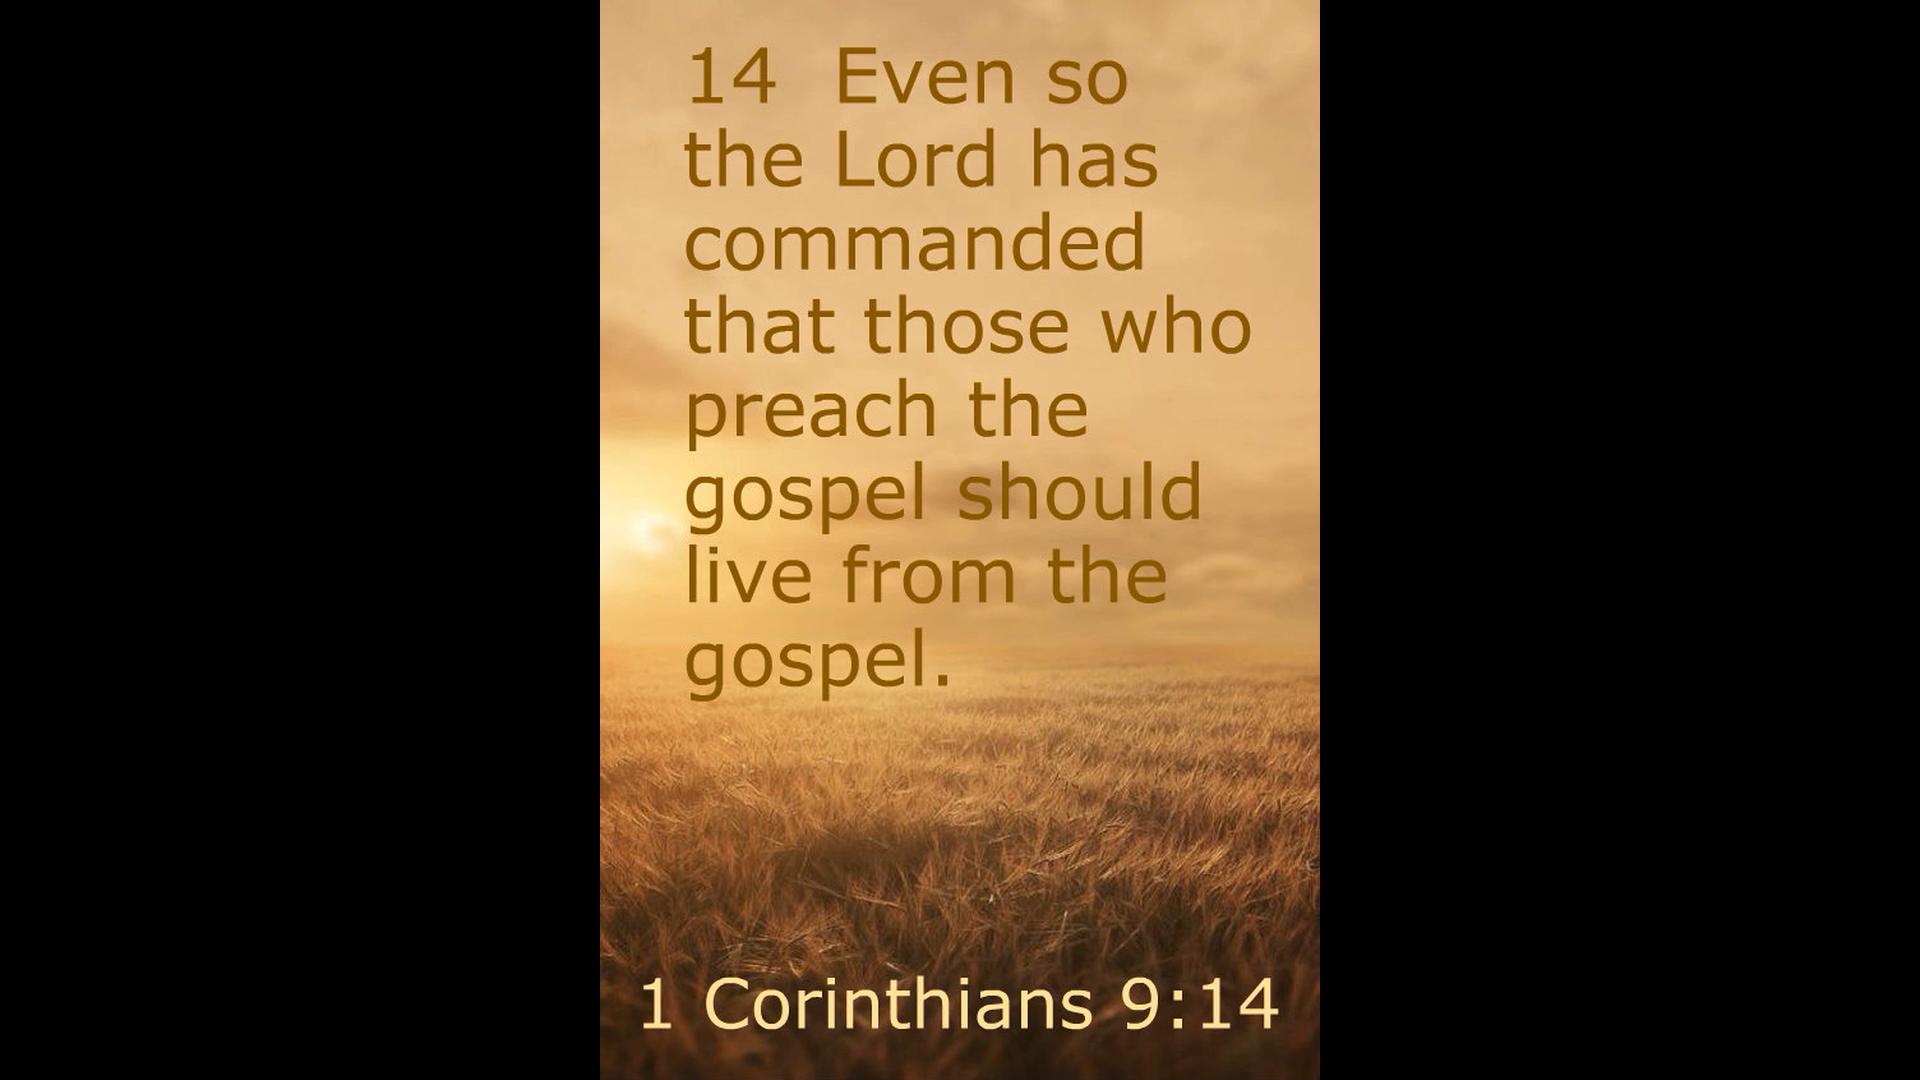 14  Even so
the Lord has
commanded
that those who
preach the
gospel should
live from the
gospel.
1 Corinthians 9:14